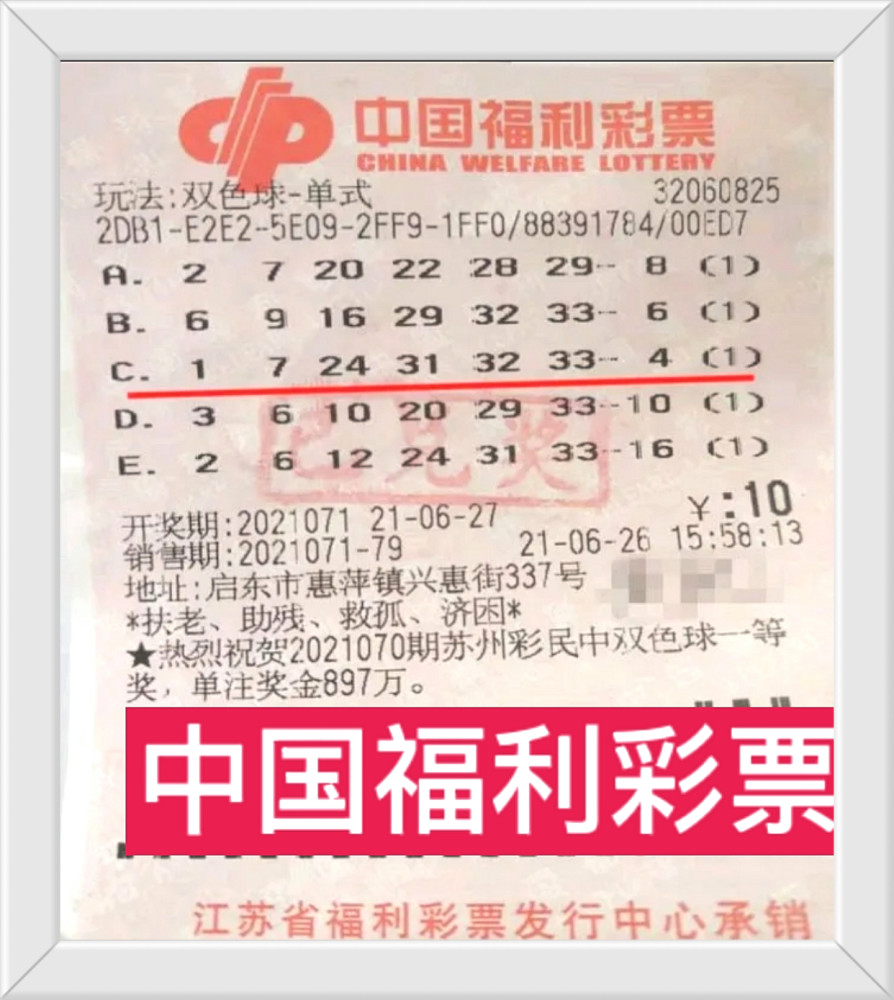 中国福利彩票
CHINA WELFARE LOTTERY
玩法:双色球-单式 32060825
2DB1-E2E2-5E09-2FF9-1FF0/88391784/00ED7
A. 2 7 20 22 28 29-- 8 (1)
B. 6 9 16 29 32 33-- 6 (1)
C. 1 7 24 31 32 33-- 4 (1)
D. 3 6 10 20 29 33--10 (1)
E. 2 6 12 24 31 33--16 (1)
已兑奖
¥:10
开奖期:2021071 21-06-27
销售期:2021071-79 21-06-26 15:58:13
地址:启东市惠萍镇兴惠街337号
*扶老、助残、救孤、济困*
★热烈祝贺2021070期苏州彩民中双色球一等
奖，单注奖金897万。
中国福利彩票
江苏省福利彩票发行中心承销